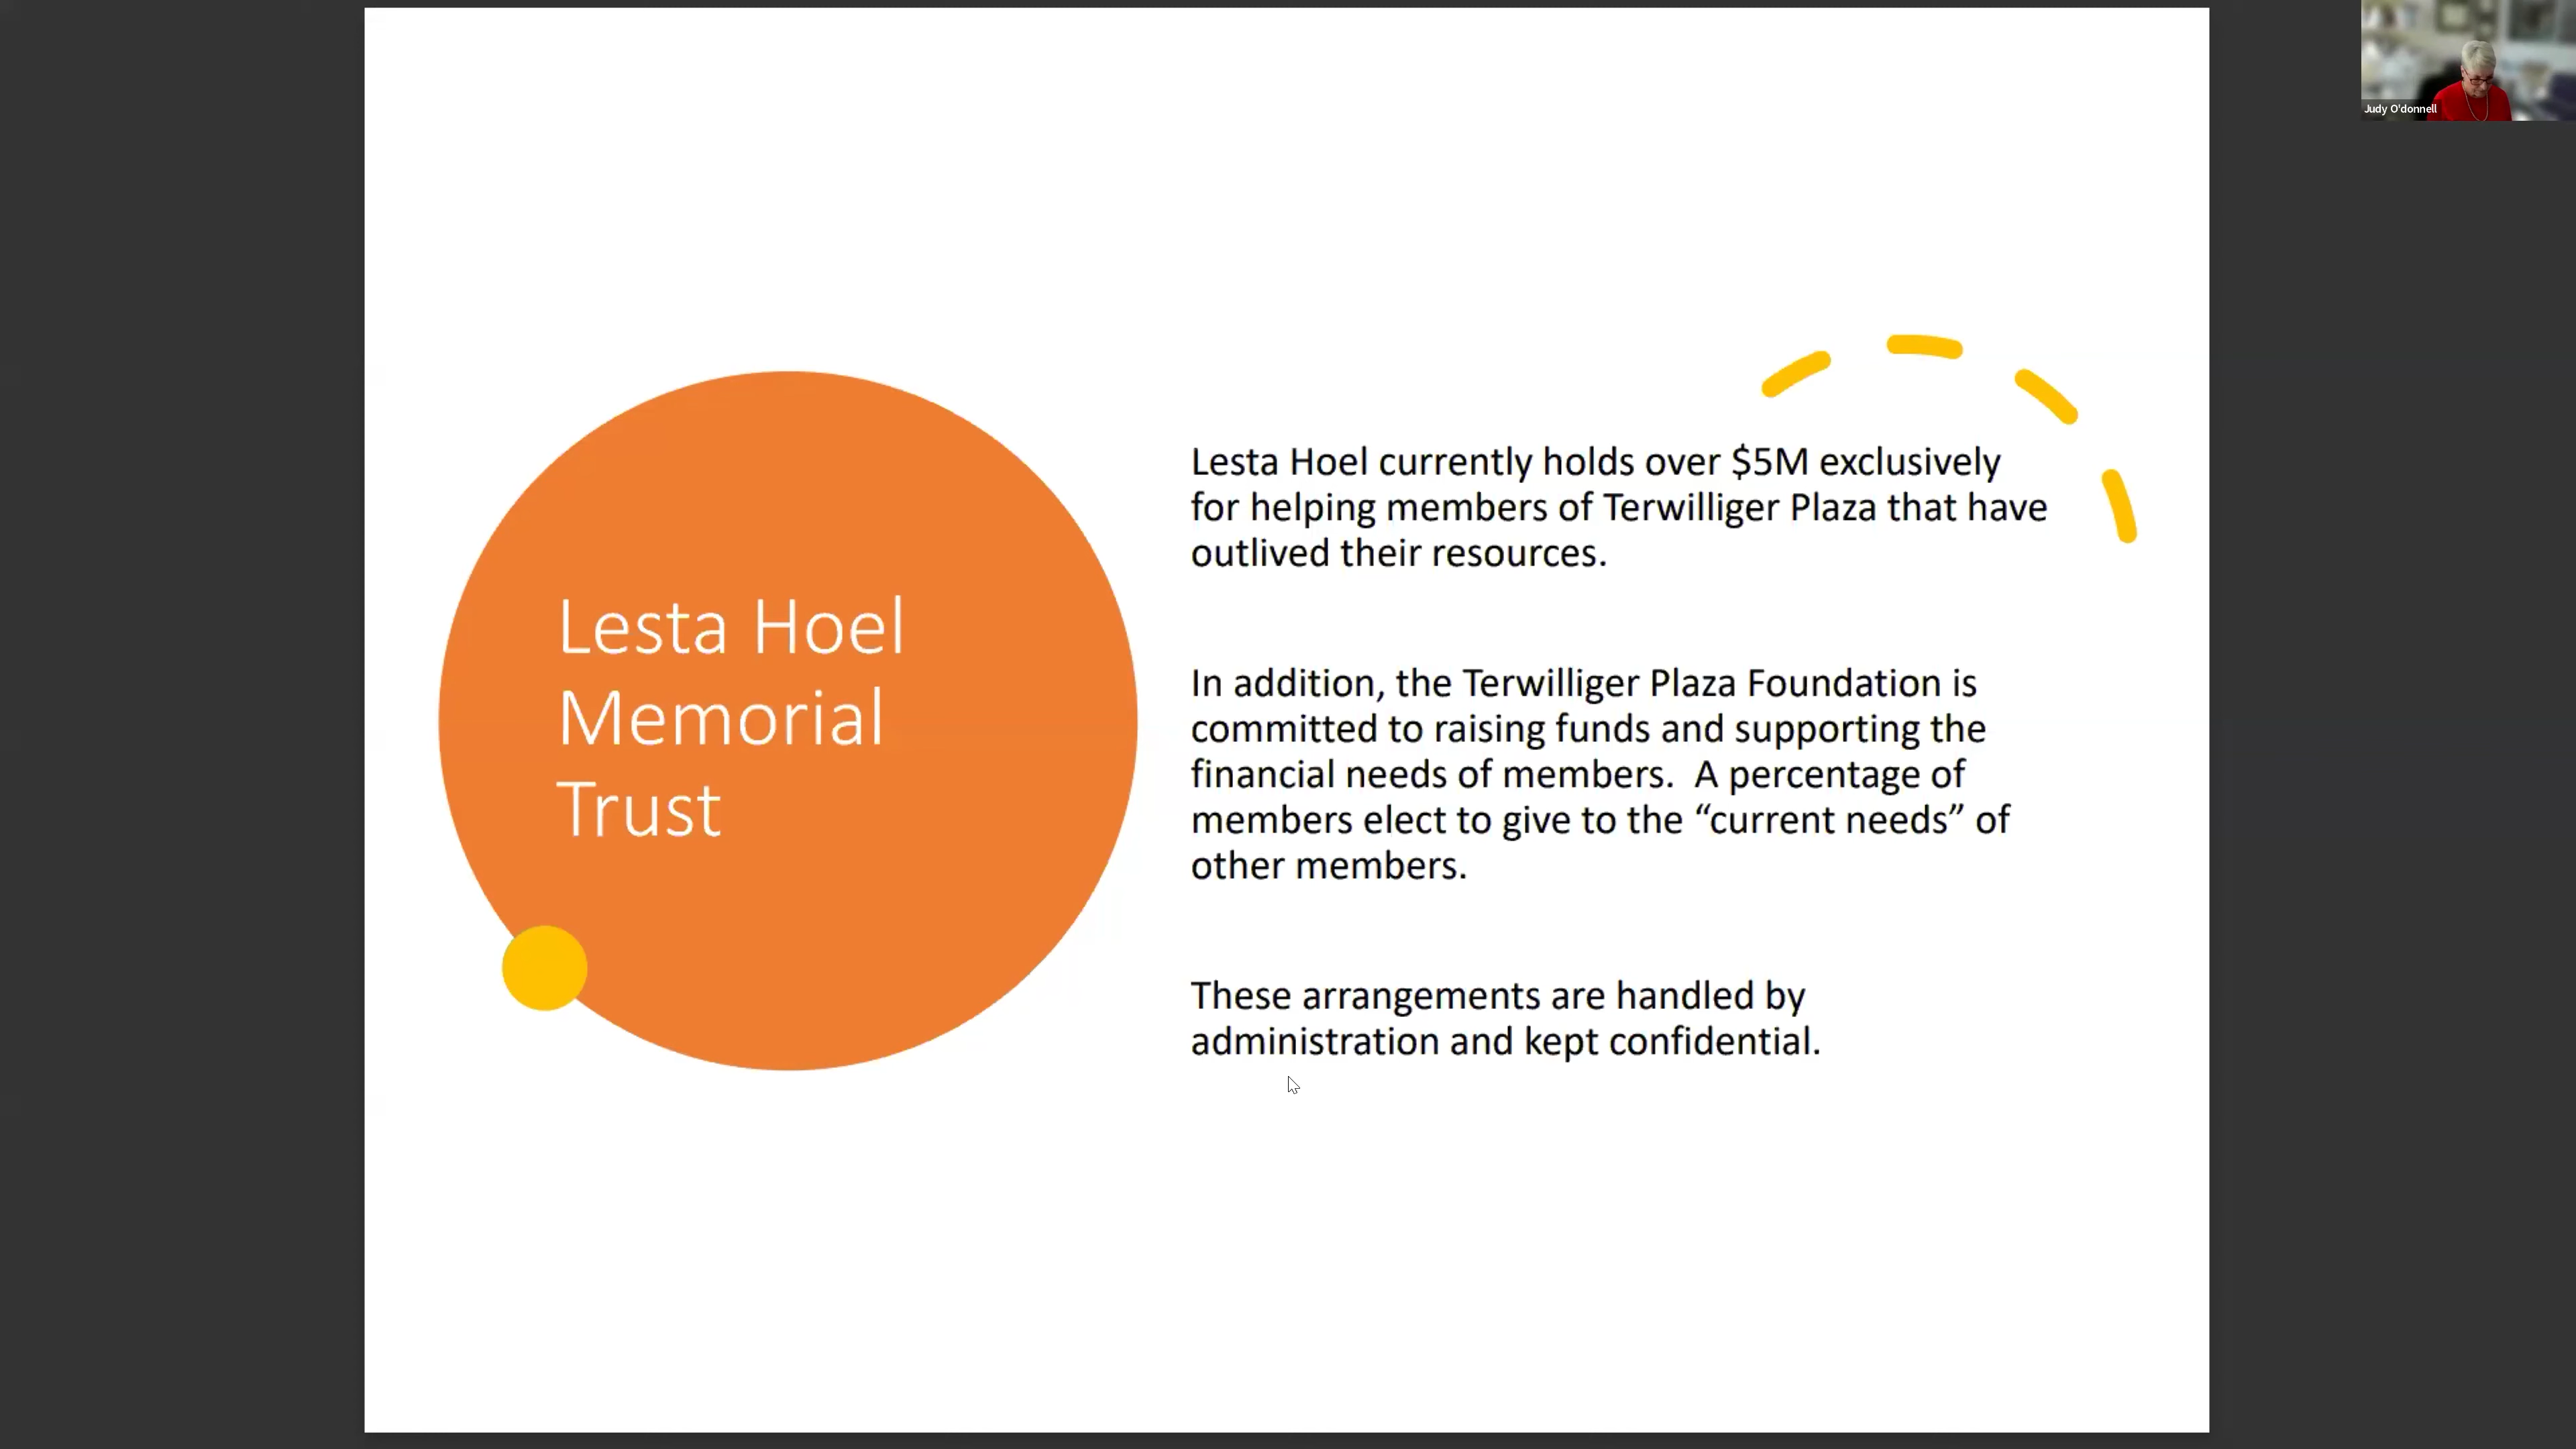 Judy O'donnell
Lesta Hoel
Memorial
Trust
Lesta Hoel currently holds over $5M exclusively
for helping members of Terwilliger Plaza that have
outlived their resources.
In addition, the Terwilliger Plaza Foundation is
committed to raising funds and supporting the
financial needs of members.  A percentage of
members elect to give to the “current needs” of
other members.
These arrangements are handled by
administration and kept confidential.